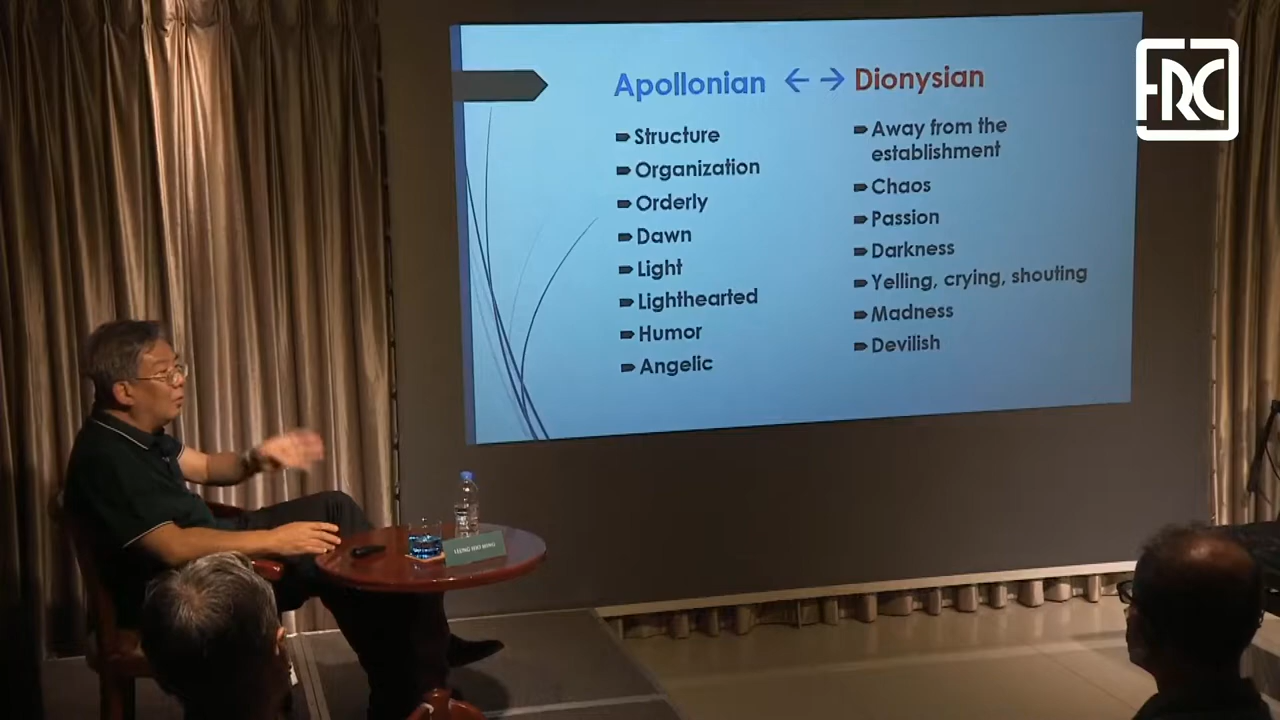 FRC
Apollonian ← → Dionysian
Structure
Organization
Orderly
Dawn
Light
Lighthearted
Humor
Angelic
Away from the
establishment
Chaos
Passion
Darkness
Yelling, crying, shouting
Madness
Devilish